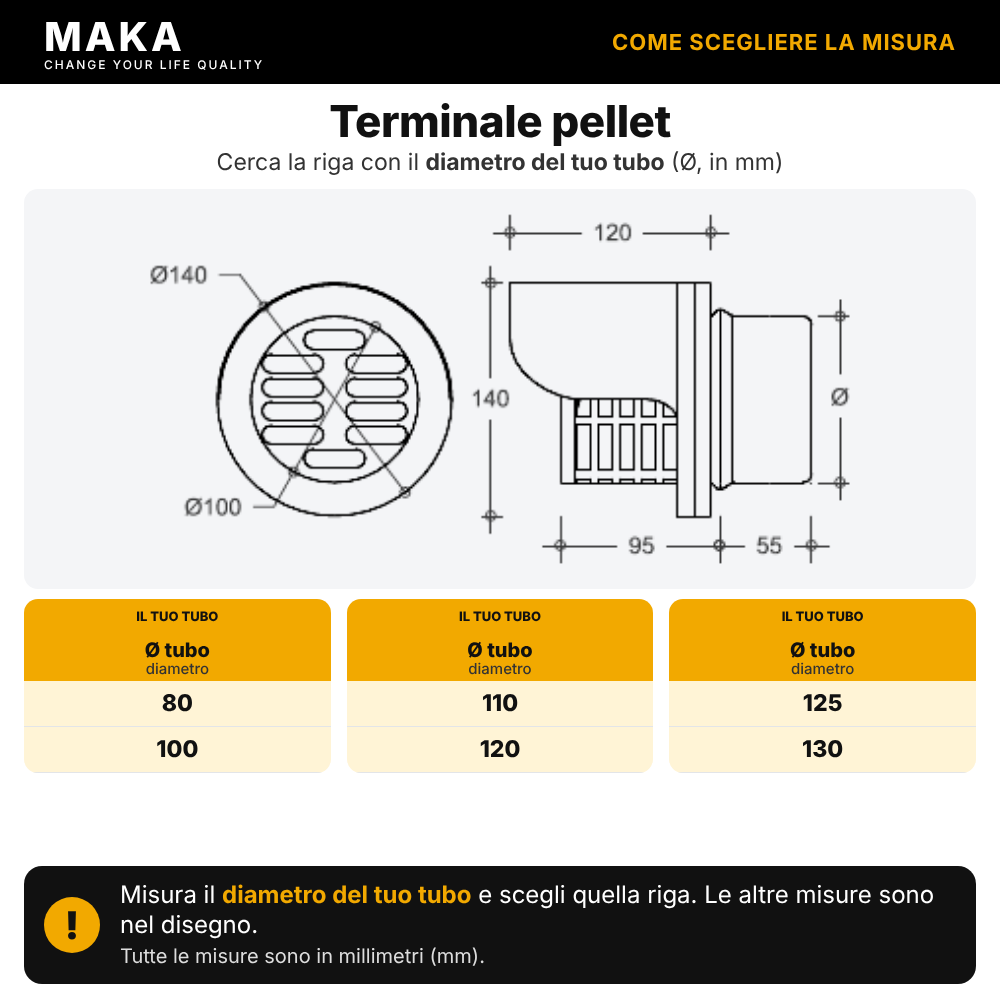 MAKA
CHANGE YOUR LIFE QUALITY
COME SCEGLIERE LA MISURA
Terminale pellet
Cerca la riga con il diametro del tuo tubo (Ø, in mm)
120
Ø140
140
Ø
Ø100
95
55
IL TUO TUBO
Ø tubo
diametro
80
100
IL TUO TUBO
Ø tubo
diametro
110
120
IL TUO TUBO
Ø tubo
diametro
125
130
!
Misura il diametro del tuo tubo e scegli quella riga. Le altre misure sono
nel disegno.
Tutte le misure sono in millimetri (mm).